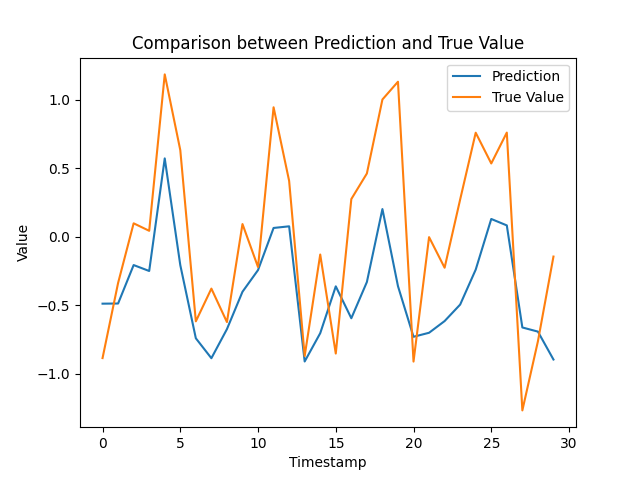 Comparison between Prediction and True Value
Prediction
True Value
1.0
0.5
0.0
−0.5
−1.0
Value
0 5 10 15 20 25 30
Timestamp